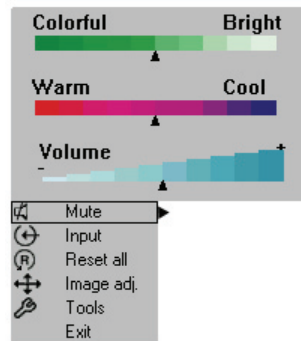 Colorful Bright
Warm Cool
Volume
- +
Mute
Input
R Reset all
Image adj.
Tools
Exit